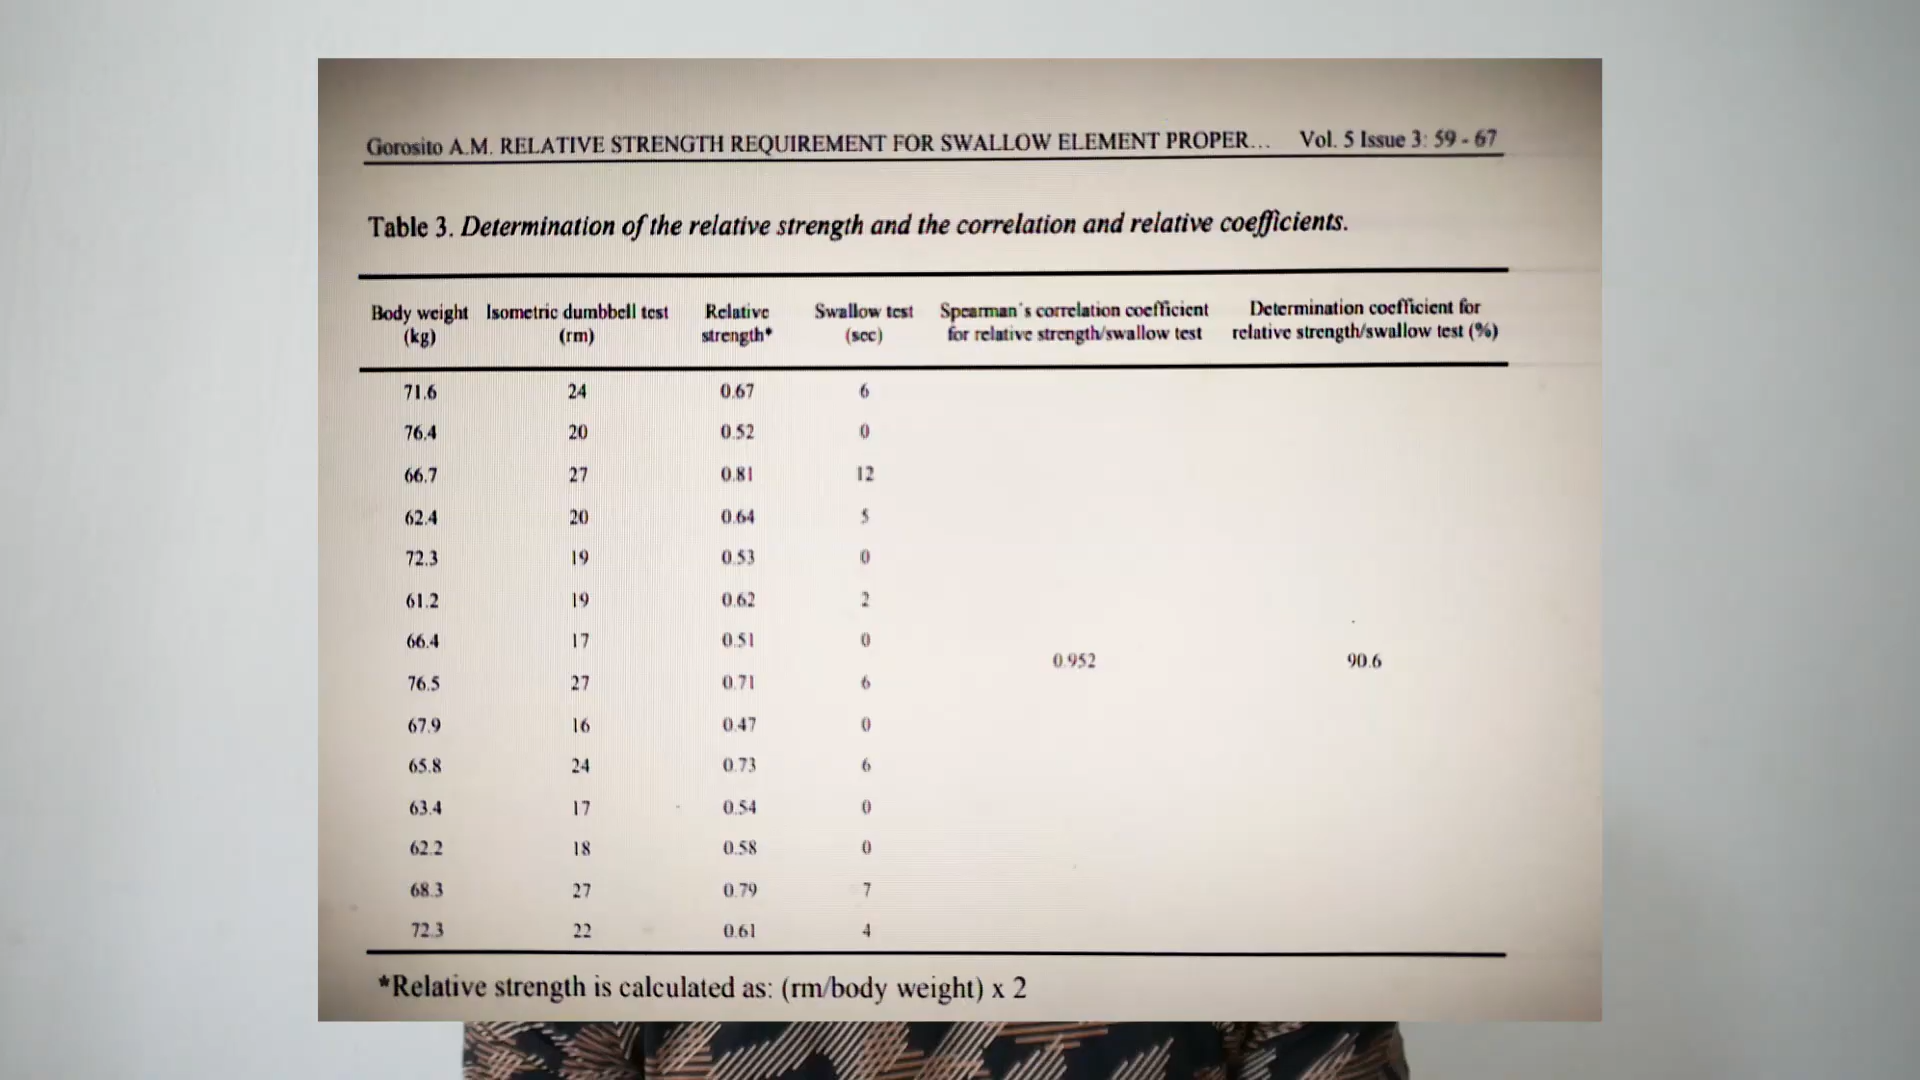 Gorosito A.M. RELATIVE STRENGTH REQUIREMENT FOR SWALLOW ELEMENT PROPER... Vol. 5 Issue 3: 59 - 67
Table 3. Determination of the relative strength and the correlation and relative coefficients.
Body weight Isometric dumbbell test Relative Swallow test Spearman´s correlation coefficient Determination coefficient for
(kg) (rm) strength* (sec) for relative strength/swallow test relative strength/swallow test (%)
71.6 24 0.67 6
76.4 20 0.52 0
66.7 27 0.81 12
62.4 20 0.64 5
72.3 19 0.53 0
61.2 19 0.62 2
66.4 17 0.51 0
0.952 90.6
76.5 27 0.71 6
67.9 16 0.47 0
65.8 24 0.73 6
63.4 17 0.54 0
62.2 18 0.58 0
68.3 27 0.79 7
72.3 22 0.61 4
*Relative strength is calculated as: (rm/body weight) x 2